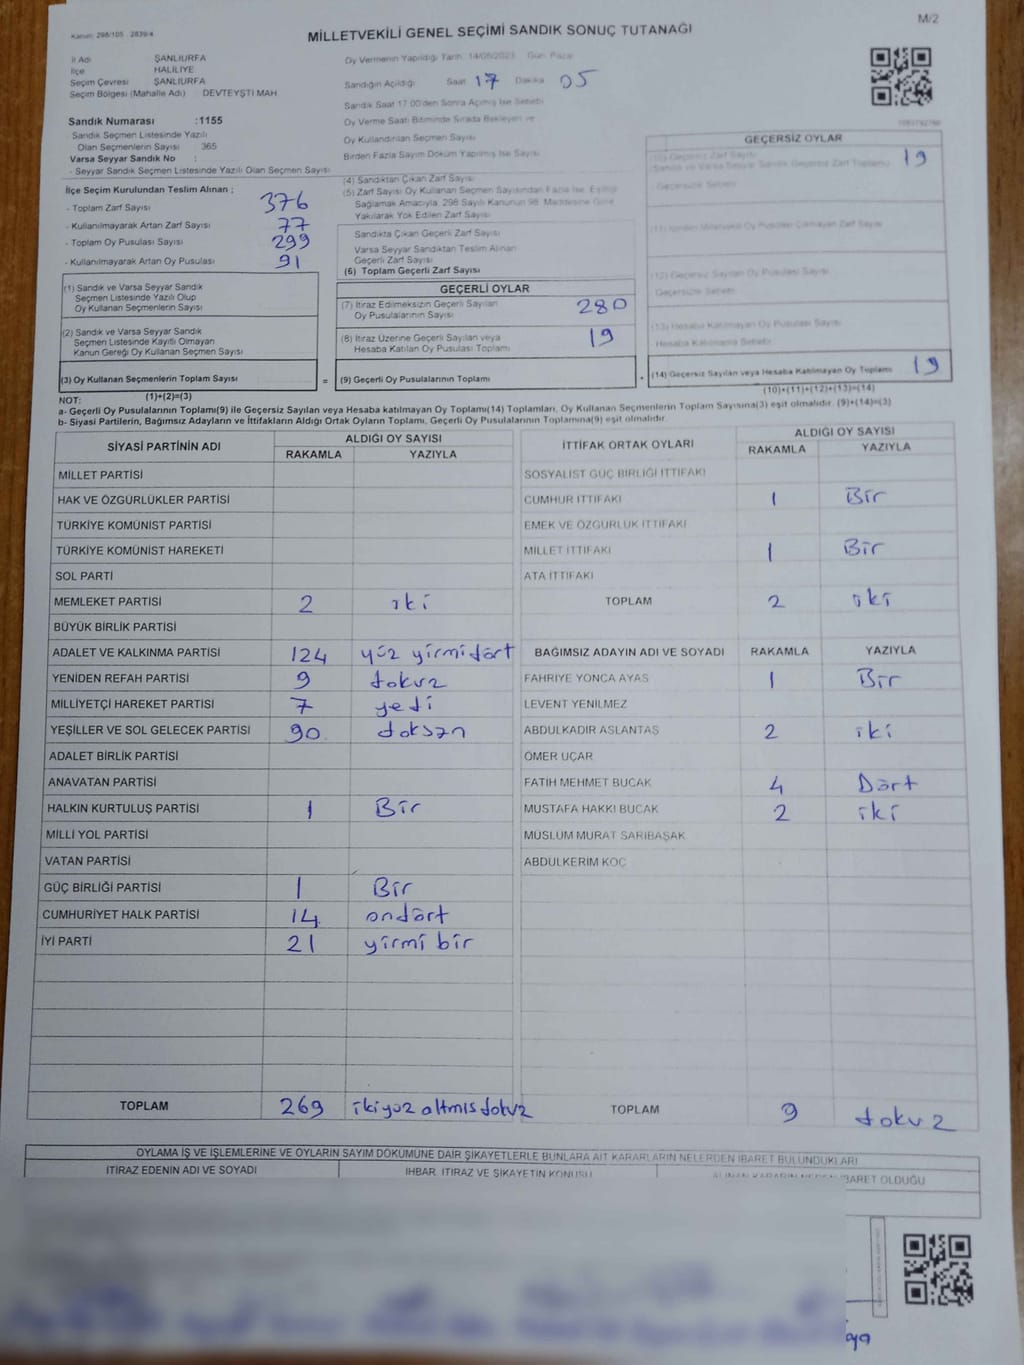 M/2
Kanun: 298/105 . 2839/4
MİLLETVEKİLİ GENEL SEÇİMİ SANDIK SONUÇ TUTANAĞI
İl Adı ŞANLIURFA
İlçe HALİLİYE
Seçim Çevresi ŞANLIURFA
Seçim Bölgesi (Mahalle Adı) DEVTEYŞTİ MAH
Sandık Numarası :1155
Sandık Seçmen Listesinde Yazılı
Olan Seçmenlerin Sayısı 365
Varsa Seyyar Sandık No :
- Seyyar Sandık Seçmen Listesinde Yazılı Olan Seçmen Sayısı
İlçe Seçim Kurulundan Teslim Alınan ;
- Toplam Zarf Sayısı 376
- Kullanılmayarak Artan Zarf Sayısı 77
- Toplam Oy Pusulası Sayısı 299
- Kullanılmayarak Artan Oy Pusulası 91
(1) Sandık ve Varsa Seyyar Sandık
Seçmen Listesinde Yazılı Olup
Oy Kullanan Seçmenlerin Sayısı
(2) Sandık ve Varsa Seyyar Sandık
Seçmen Listesinde Kayıtlı Olmayan
Kanun Gereği Oy Kullanan Seçmen Sayısı
(3) Oy Kullanan Seçmenlerin Toplam Sayısı =
(1)+(2)=(3)
Oy Vermenin Yapıldığı Tarih 14/05/2023 Gün Pazar
Sandığın Açıldığı Saat 17 Dakika 05
Sandık Saat 17.00'den Sonra Açılmış İse Sebebi
Oy Verme Saati Bitiminde Sırada Bekleyen ve
Oy Kullandırılan Seçmen Sayısı
Birden Fazla Sayım Döküm Yapılmış İse Sayısı
(4) Sandıktan Çıkan Zarf Sayısı
(5) Zarf Sayısı Oy Kullanan Seçmen Sayısından Fazla İse, Eşitliği
Sağlamak Amacıyla, 298 Sayılı Kanunun 98. Maddesine Göre
Yakılarak Yok Edilen Zarf Sayısı
Sandıkta Çıkan Geçerli Zarf Sayısı
Varsa Seyyar Sandıktan Teslim Alınan
Geçerli Zarf Sayısı
(6) Toplam Geçerli Zarf Sayısı
GEÇERLİ OYLAR
(7) İtiraz Edilmeksizin Geçerli Sayılan
Oy Pusulalarının Sayısı 280
(8) İtiraz Üzerine Geçerli Sayılan veya
Hesaba Katılan Oy Pusulası Toplamı 19
(9) Geçerli Oy Pusulalarının Toplamı
GEÇERSİZ OYLAR
(10) Geçersiz Zarf Sayısı 19
(Sandık ve Varsa Seyyar Sandık Geçersiz Zarf Toplamı)
Geçersizlik Sebebi
(11) İçinden Milletvekili Oy Pusulası Çıkmayan Zarf Sayısı
(12) Geçersiz Sayılan Oy Pusulası Sayısı
Geçersizlik Sebebi
(13) Hesaba Katılmayan Oy Pusulası Sayısı
Hesaba Katılmama Sebebi
(14) Geçersiz Sayılan veya Hesaba Katılmayan Oy Toplamı 19
(10)+(11)+(12)+(13)=(14)
NOT:
a- Geçerli Oy Pusulalarının Toplamı(9) ile Geçersiz Sayılan veya Hesaba katılmayan Oy Toplamı(14) Toplamları, Oy Kullanan Seçmenlerin Toplam Sayısına(3) eşit olmalıdır. (9)+(14)=(3)
b- Siyasi Partilerin, Bağımsız Adayların ve İttifakların Aldığı Ortak Oyların Toplamı, Geçerli Oy Pusulalarının Toplamına(9) eşit olmalıdır.
SİYASİ PARTİNİN ADI ALDIĞI OY SAYISI
RAKAMLA YAZIYLA
MİLLET PARTİSİ
HAK VE ÖZGÜRLÜKLER PARTİSİ
TÜRKİYE KOMÜNİST PARTİSİ
TÜRKİYE KOMÜNİST HAREKETİ
SOL PARTİ
MEMLEKET PARTİSİ 2 iki
BÜYÜK BİRLİK PARTİSİ
ADALET VE KALKINMA PARTİSİ 124 yüz yirmi dört
YENİDEN REFAH PARTİSİ 9 dokuz
MİLLİYETÇİ HAREKET PARTİSİ 7 yedi
YEŞİLLER VE SOL GELECEK PARTİSİ 90 doksan
ADALET BİRLİK PARTİSİ
ANAVATAN PARTİSİ
HALKIN KURTULUŞ PARTİSİ 1 Bir
MİLLİ YOL PARTİSİ
VATAN PARTİSİ
GÜÇ BİRLİĞİ PARTİSİ 1 Bir
CUMHURİYET HALK PARTİSİ 14 ondört
İYİ PARTİ 21 yirmi bir
TOPLAM 269 ikiyüz altmıs dokuz
İTTİFAK ORTAK OYLARI ALDIĞI OY SAYISI
RAKAMLA YAZIYLA
SOSYALİST GÜÇ BİRLİĞİ İTTİFAKI
CUMHUR İTTİFAKI 1 Bir
EMEK VE ÖZGÜRLÜK İTTİFAKI
MİLLET İTTİFAKI 1 Bir
ATA İTTİFAKI
TOPLAM 2 iki
BAĞIMSIZ ADAYIN ADI VE SOYADI RAKAMLA YAZIYLA
FAHRİYE YONCA AYAS 1 Bir
LEVENT YENİLMEZ
ABDULKADİR ASLANTAŞ 2 iki
ÖMER UÇAR
FATİH MEHMET BUCAK 4 Dört
MUSTAFA HAKKI BUCAK 2 iki
MÜSLÜM MURAT SARIBAŞAK
ABDULKERİM KOÇ
TOPLAM 9 dokuz
OYLAMA İŞ VE İŞLEMLERİNE VE OYLARIN SAYIM DÖKÜMÜNE DAİR ŞİKAYETLERLE BUNLARA AİT KARARLARIN NELERDEN İBARET BULUNDUKLARI
İTİRAZ EDENİN ADI VE SOYADI İHBAR, İTİRAZ VE ŞİKAYETİN KONUSU